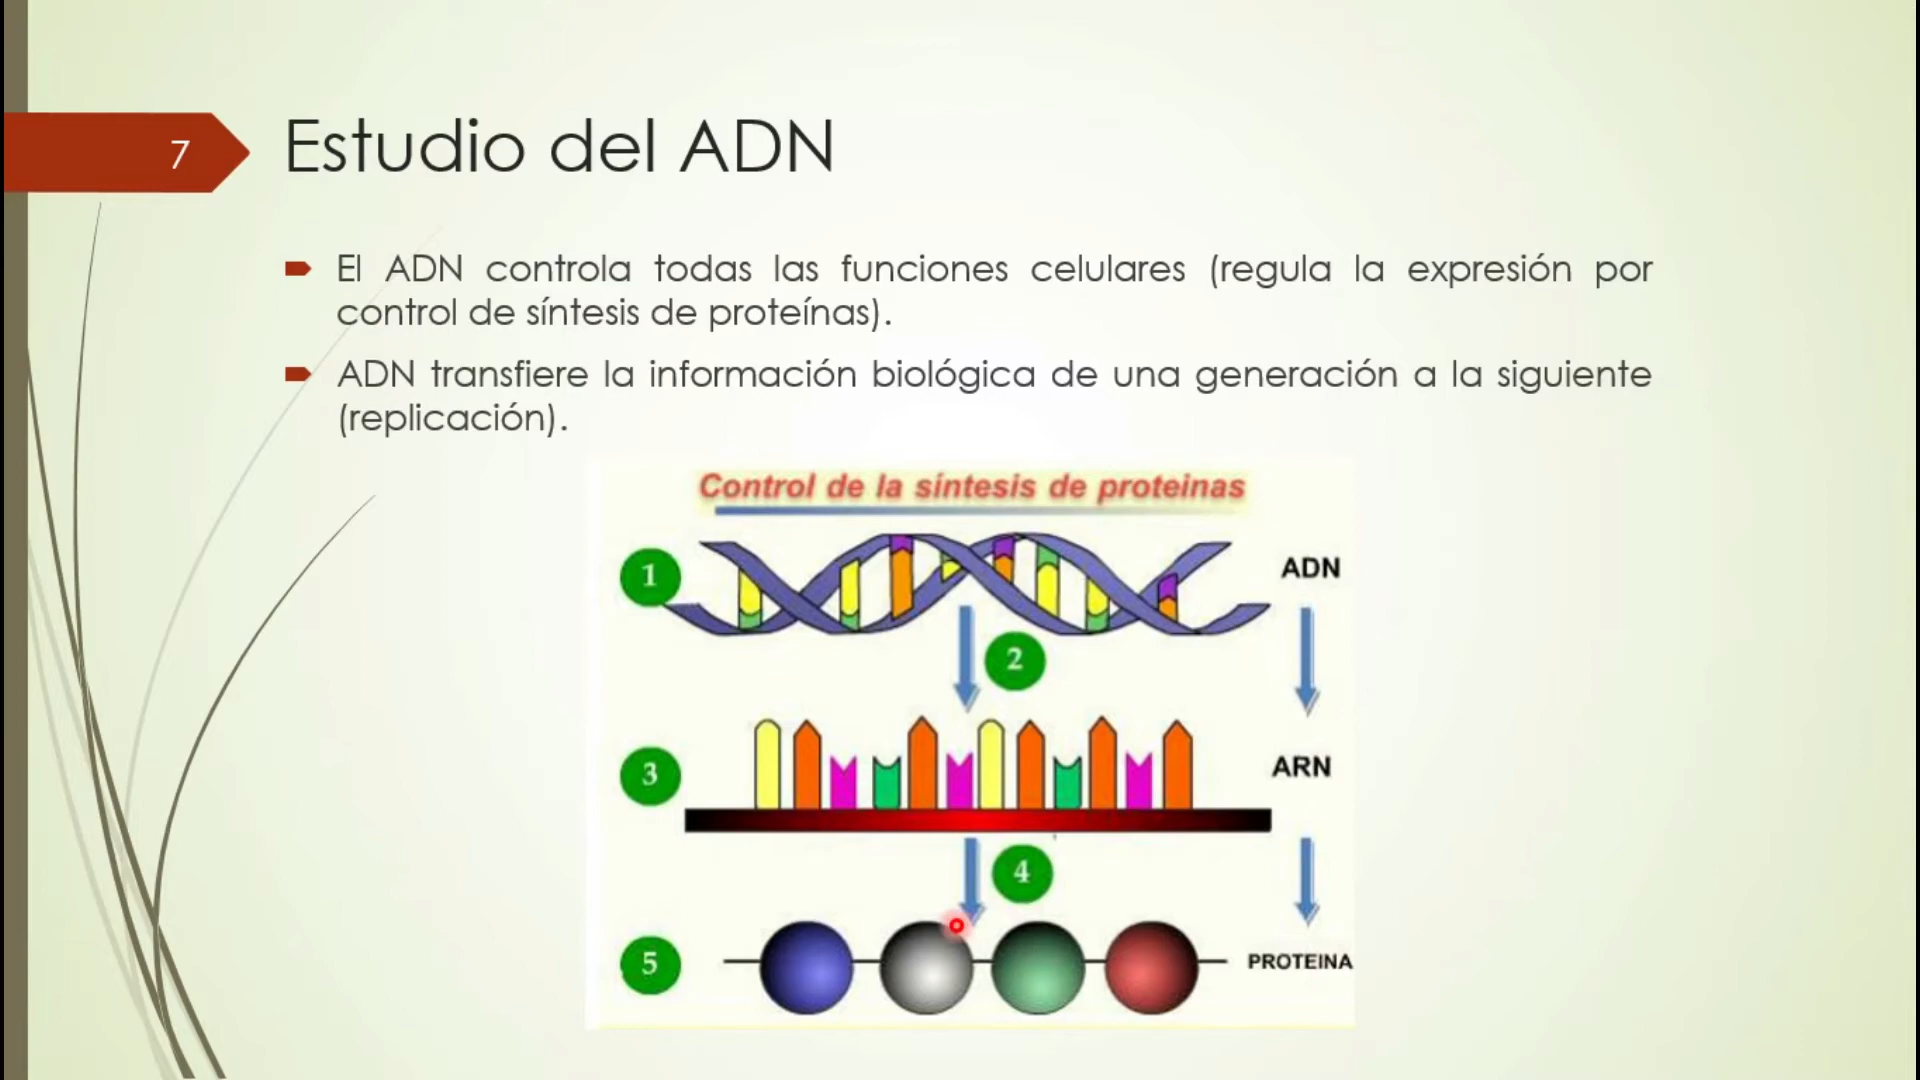 7
Estudio del ADN
El ADN controla todas las funciones celulares (regula la expresión por
control de síntesis de proteínas).
ADN transfiere la información biológica de una generación a la siguiente
(replicación).
Control de la síntesis de proteinas
1
ADN
2
3
ARN
4
5
PROTEINA